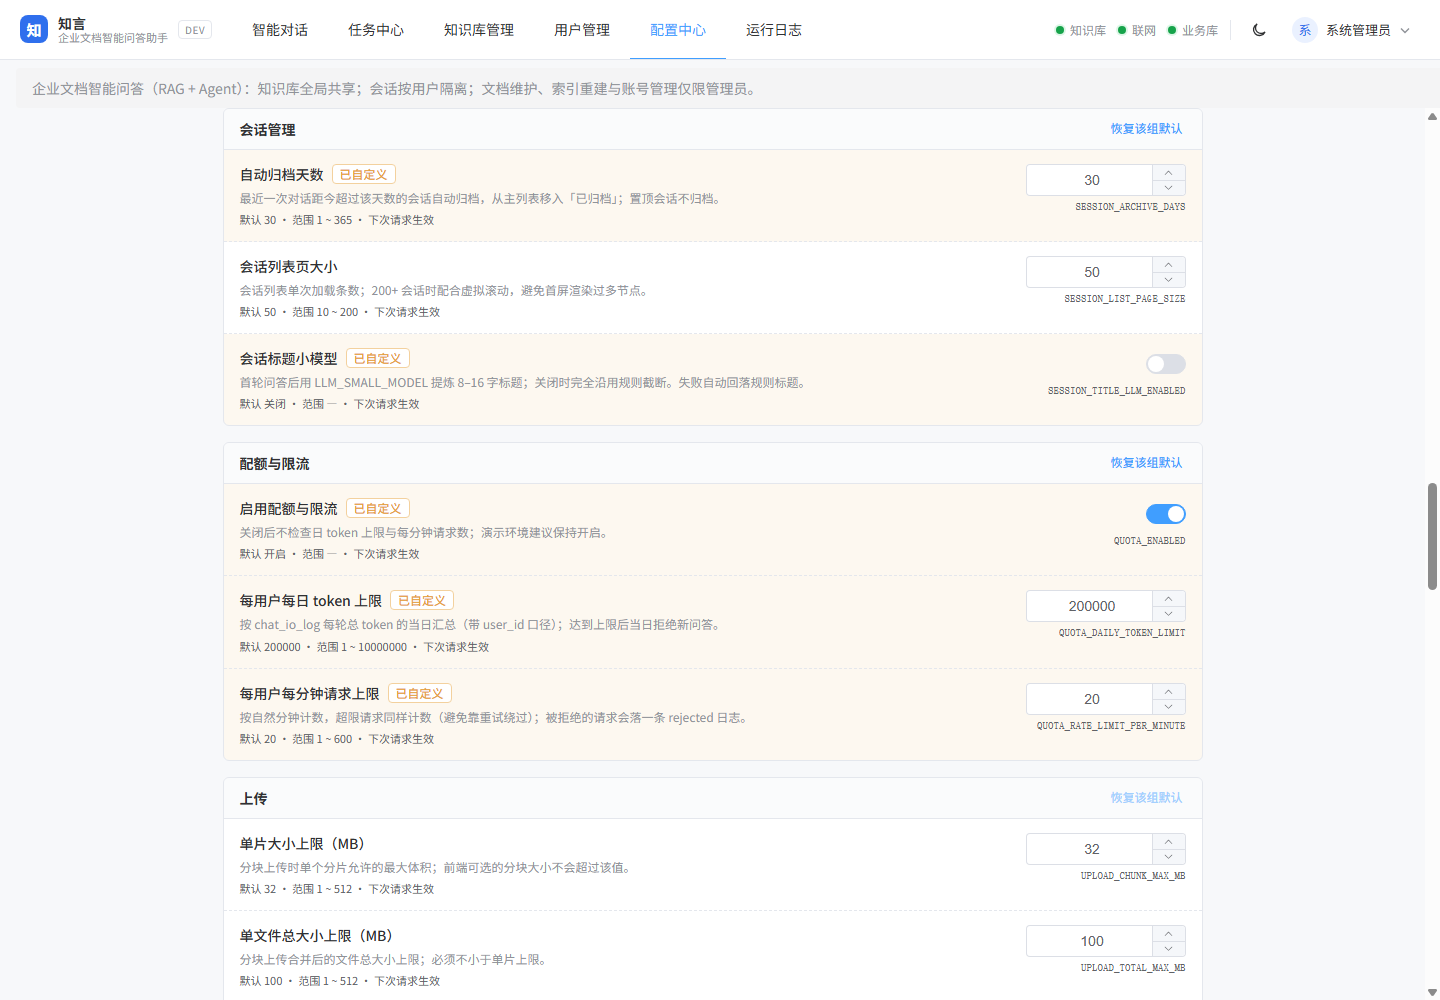 知 知言 企业文档智能问答助手 DEV 智能对话 任务中心 知识库管理 用户管理 配置中心 运行日志 知识库 联网 业务库 系 系统管理员
企业文档智能问答（RAG + Agent）：知识库全局共享；会话按用户隔离；文档维护、索引重建与账号管理仅限管理员。
会话管理 恢复该组默认
自动归档天数 已自定义 30
最近一次对话距今超过该天数的会话自动归档，从主列表移入「已归档」；置顶会话不归档。
SESSION_ARCHIVE_DAYS
默认 30 · 范围 1 ~ 365 · 下次请求生效
会话列表页大小 50
会话列表单次加载条数；200+ 会话时配合虚拟滚动，避免首屏渲染过多节点。
SESSION_LIST_PAGE_SIZE
默认 50 · 范围 10 ~ 200 · 下次请求生效
会话标题小模型 已自定义
首轮问答后用 LLM_SMALL_MODEL 提炼 8–16 字标题；关闭时完全沿用规则截断。失败自动回落规则标题。
SESSION_TITLE_LLM_ENABLED
默认 关闭 · 范围 — · 下次请求生效
配额与限流 恢复该组默认
启用配额与限流 已自定义
关闭后不检查日 token 上限与每分钟请求数；演示环境建议保持开启。
QUOTA_ENABLED
默认 开启 · 范围 — · 下次请求生效
每用户每日 token 上限 已自定义 200000
按 chat_io_log 每轮总 token 的当日汇总（带 user_id 口径）；达到上限后当日拒绝新问答。
QUOTA_DAILY_TOKEN_LIMIT
默认 200000 · 范围 1 ~ 10000000 · 下次请求生效
每用户每分钟请求上限 已自定义 20
按自然分钟计数，超限请求同样计数（避免靠重试绕过）；被拒绝的请求会落一条 rejected 日志。
QUOTA_RATE_LIMIT_PER_MINUTE
默认 20 · 范围 1 ~ 600 · 下次请求生效
上传 恢复该组默认
单片大小上限（MB） 32
分块上传时单个分片允许的最大体积；前端可选的分块大小不会超过该值。
UPLOAD_CHUNK_MAX_MB
默认 32 · 范围 1 ~ 512 · 下次请求生效
单文件总大小上限（MB） 100
分块上传合并后的文件总大小上限；必须不小于单片上限。
UPLOAD_TOTAL_MAX_MB
默认 100 · 范围 1 ~ 512 · 下次请求生效